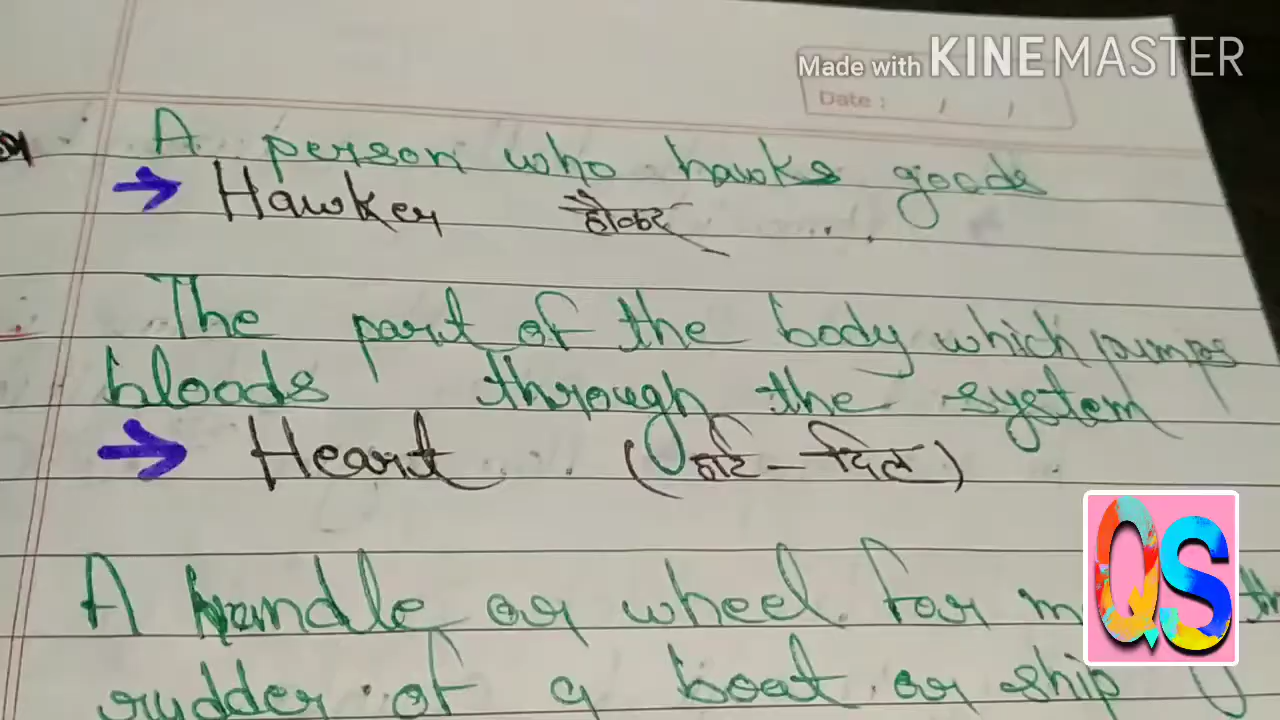 Made with KINEMASTER
Date : / /
A person who hawks goods
→ Hawker हॉकर
The part of the body which pumps
bloods through the system
→ Heart (हार्ट – दिल)
QS
A handle or wheel for
rudder of a boat or ship